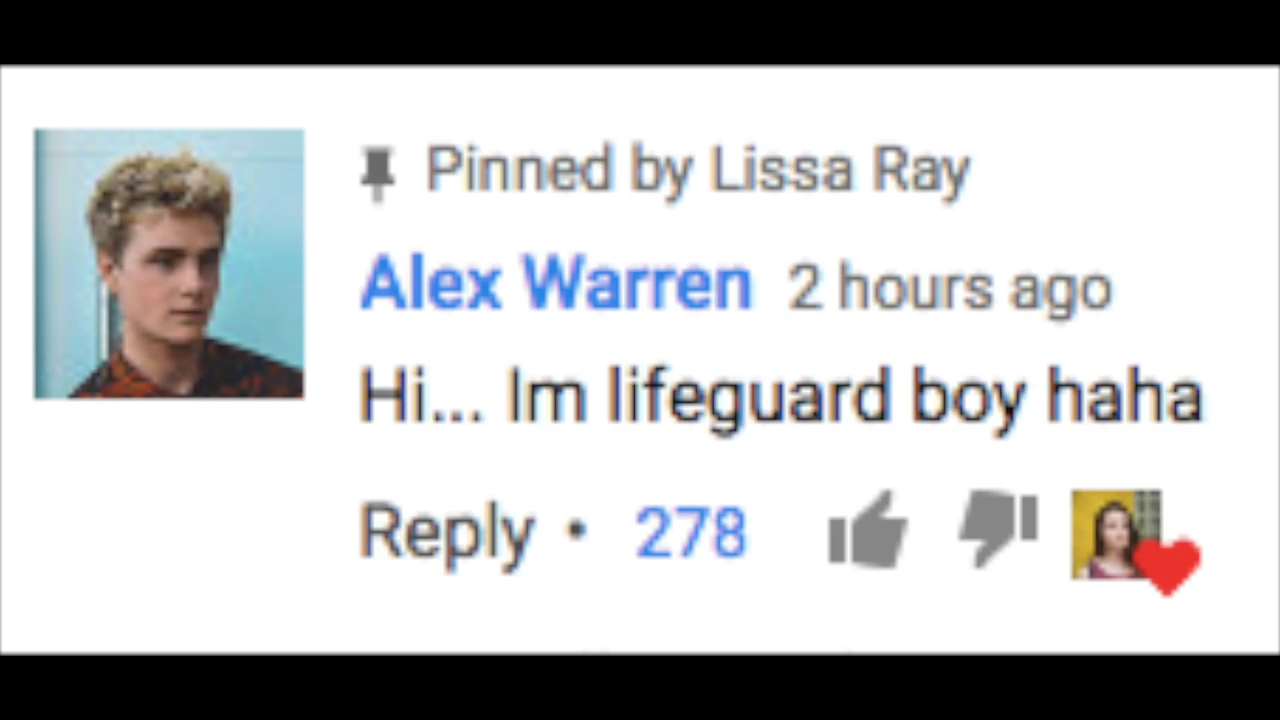 Pinned by Lissa Ray
Alex Warren 2 hours ago
Hi... Im lifeguard boy haha
Reply • 278